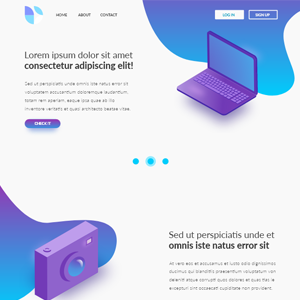 HOME ABOUT CONTACT LOG IN SIGN UP
Lorem ipsum dolor sit amet
consectetur adipiscing elit!
Sed ut perspiciatis unde omnis iste natus error sit
voluptatem accusantium doloremque laudantium,
totam rem aperiam, eaque ipsa quae ab illo
inventore veritatis et quasi architecto beatae vitae.
CHECK IT
Sed ut perspiciatis unde et
omnis iste natus error sit
At vero eos et accusamus et iusto odio dignissimos
ducimus qui blanditiis praesentium voluptatum von
deleniti atque corrupti quos dolores et quas thes re
excepturi sint occaecati cupiditate non provident